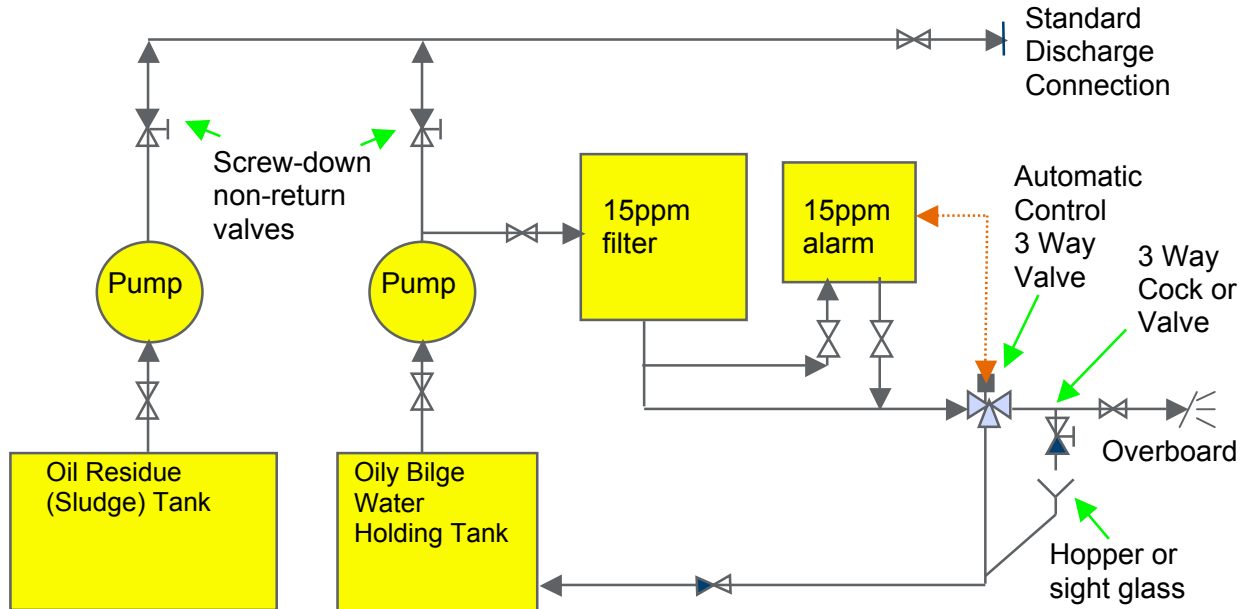 Standard
Discharge
Connection
Screw-down
non-return
valves
15ppm
filter
15ppm
alarm
Automatic
Control
3 Way
Valve
3 Way
Cock or
Valve
Pump
Pump
Overboard
Oil Residue
(Sludge) Tank
Oily Bilge
Water
Holding Tank
Hopper or
sight glass